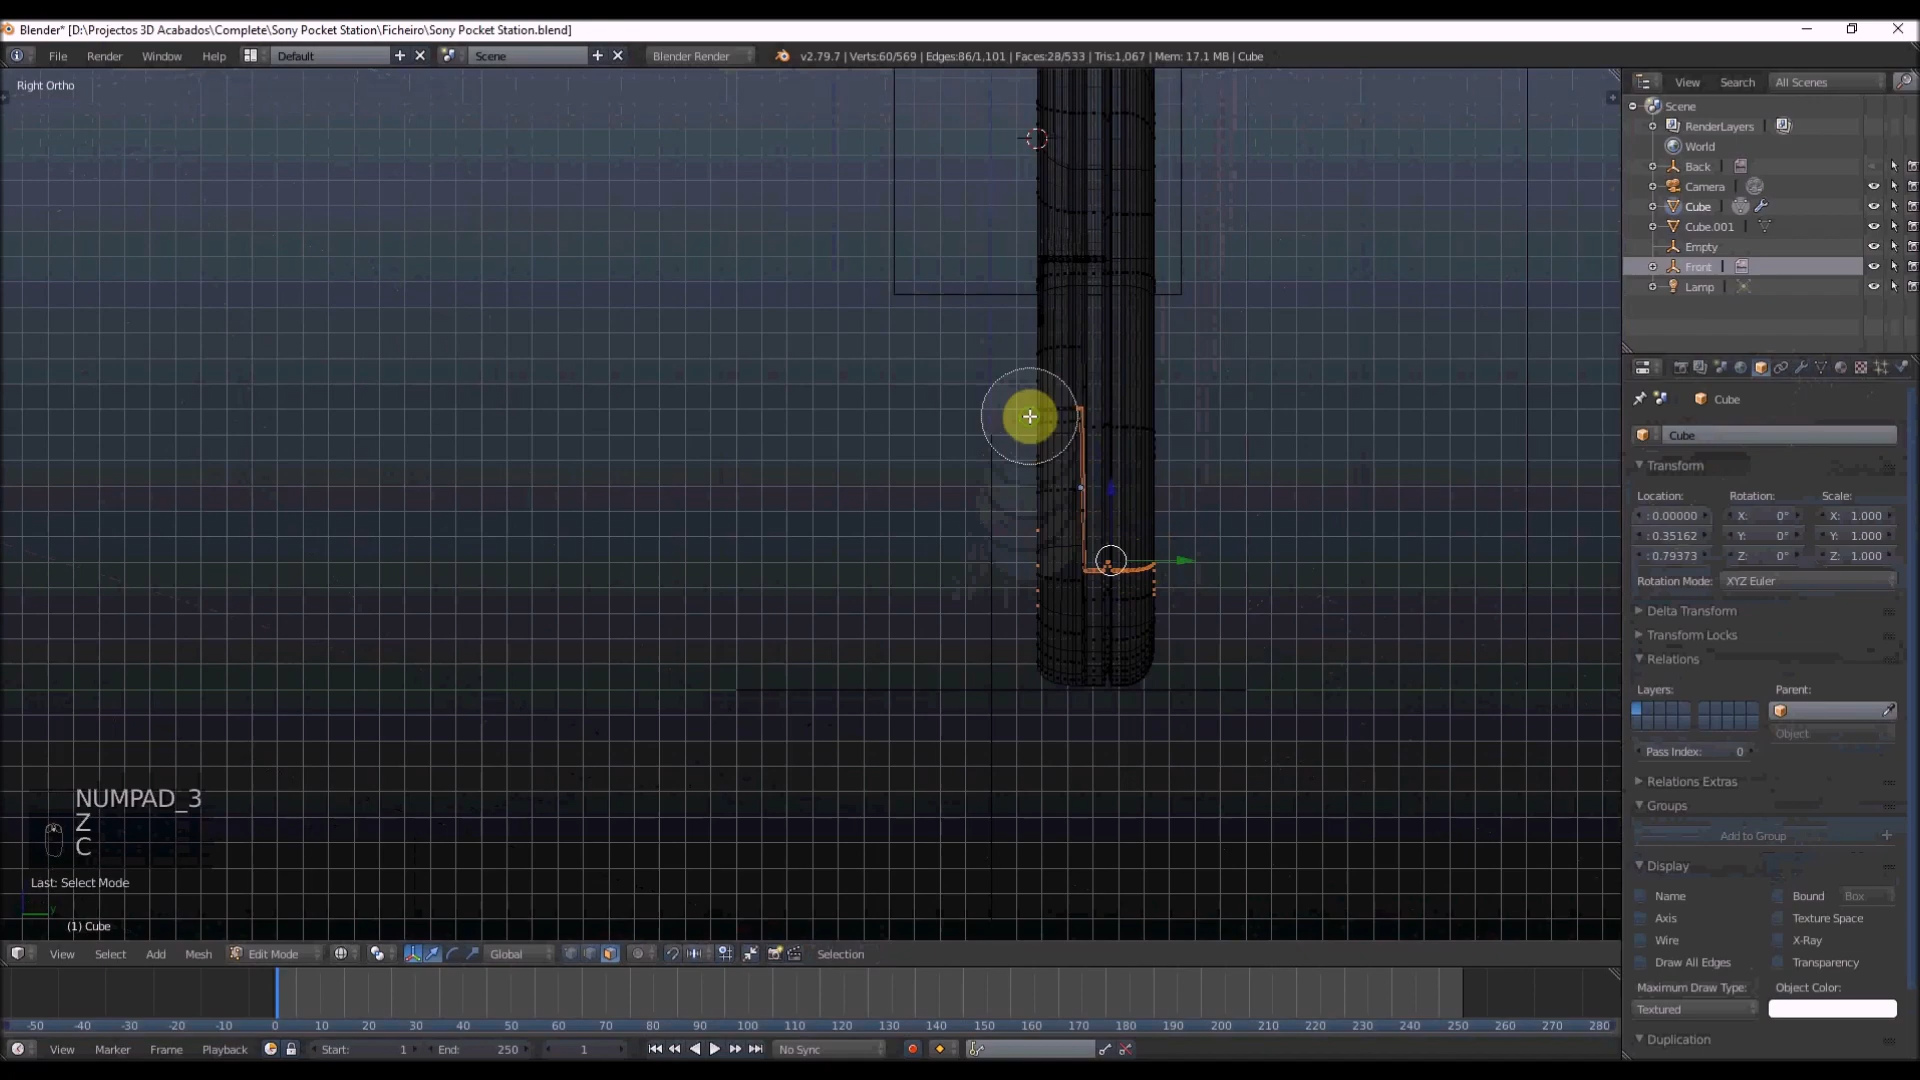 Blender* [D:\Projectos 3D Acabados\Complete\Sony Pocket Station\Ficheiro\Sony Pocket Station.blend]
File Render Window Help Default Scene Blender Render v2.79.7 | Verts:60/569 | Edges:86/1,101 | Faces:28/533 | Tris:1,067 | Mem: 17.1 MB | Cube
Right Ortho
View Search All Scenes
Scene
RenderLayers
World
Back
Camera
Cube
Cube.001
Empty
Front
Lamp
Cube
Cube
Transform
Location: Rotation: Scale:
: 0.00000 X: 0° X: 1.000
: 0.35162 Y: 0° Y: 1.000
: 0.79373 Z: 0° Z: 1.000
Rotation Mode: XYZ Euler
Delta Transform
Transform Locks
Relations
Layers: Parent:
Object
Pass Index: 0
Relations Extras
Groups
Add to Group
Display
Name Bound Box
Axis Texture Space
Wire X-Ray
Draw All Edges Transparency
Maximum Draw Type: Object Color:
Textured
Duplication
NUMPAD_3
Z
C
Last: Select Mode
y
(1) Cube
View Select Add Mesh Edit Mode Global Selection
-50 -40 -30 -20 -10 0 10 20 30 40 50 60 70 80 90 100 110 120 130 140 150 160 170 180 190 200 210 220 230 240 250 260 270 280
View Marker Frame Playback Start: 1 End: 250 1 No Sync